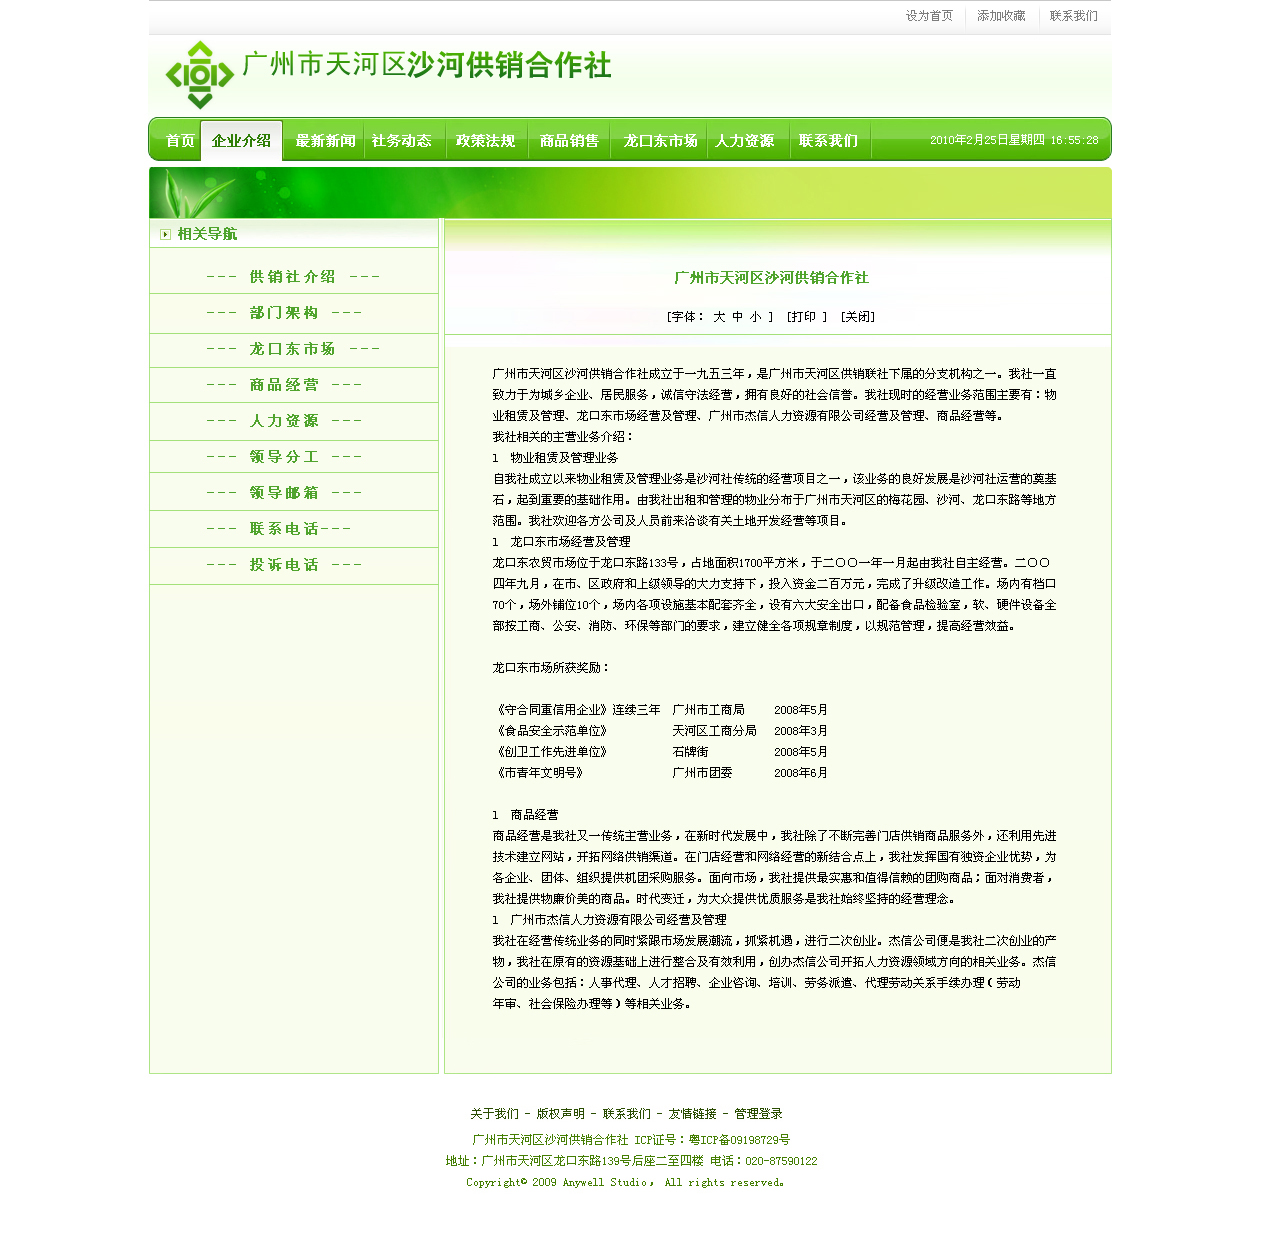 设为首页 添加收藏 联系我们
广州市天河区沙河供销合作社
首页 企业介绍 最新新闻 社务动态 政策法规 商品销售 龙口东市场 人力资源 联系我们 2010年2月25日星期四 16:55:28
相关导航
--- 供销社介绍 ---
--- 部门架构 ---
--- 龙口东市场 ---
--- 商品经营 ---
--- 人力资源 ---
--- 领导分工 ---
--- 领导邮箱 ---
--- 联系电话---
--- 投诉电话 ---
广州市天河区沙河供销合作社
[字体： 大 中 小 ] [打印 ] [关闭]
广州市天河区沙河供销合作社成立于一九五三年，是广州市天河区供销联社下属的分支机构之一。我社一直
致力于为城乡企业、居民服务，诚信守法经营，拥有良好的社会信誉。我社现时的经营业务范围主要有：物
业租赁及管理、龙口东市场经营及管理、广州市杰信人力资源有限公司经营及管理、商品经营等。
我社相关的主营业务介绍：
1 物业租赁及管理业务
自我社成立以来物业租赁及管理业务是沙河社传统的经营项目之一，该业务的良好发展是沙河社运营的奠基
石，起到重要的基础作用。由我社出租和管理的物业分布于广州市天河区的梅花园、沙河、龙口东路等地方
范围。我社欢迎各方公司及人员前来洽谈有关土地开发经营等项目。
1 龙口东市场经营及管理
龙口东农贸市场位于龙口东路133号，占地面积1700平方米，于二〇〇一年一月起由我社自主经营。二〇〇
四年九月，在市、区政府和上级领导的大力支持下，投入资金二百万元，完成了升级改造工作。场内有档口
70个，场外铺位10个，场内各项设施基本配套齐全，设有六大安全出口，配备食品检验室，软、硬件设备全
部按工商、公安、消防、环保等部门的要求，建立健全各项规章制度，以规范管理，提高经营效益。
龙口东市场所获奖励：
《守合同重信用企业》连续三年 广州市工商局 2008年5月
《食品安全示范单位》 天河区工商分局 2008年3月
《创卫工作先进单位》 石牌街 2008年5月
《市青年文明号》 广州市团委 2008年6月
1 商品经营
商品经营是我社又一传统主营业务，在新时代发展中，我社除了不断完善门店供销商品服务外，还利用先进
技术建立网站，开拓网络供销渠道。在门店经营和网络经营的新结合点上，我社发挥国有独资企业优势，为
各企业、团体、组织提供机团采购服务。面向市场，我社提供最实惠和值得信赖的团购商品；面对消费者，
我社提供物廉价美的商品。时代变迁，为大众提供优质服务是我社始终坚持的经营理念。
1 广州市杰信人力资源有限公司经营及管理
我社在经营传统业务的同时紧跟市场发展潮流，抓紧机遇，进行二次创业。杰信公司便是我社二次创业的产
物，我社在原有的资源基础上进行整合及有效利用，创办杰信公司开拓人力资源领域方向的相关业务。杰信
公司的业务包括：人事代理、人才招聘、企业咨询、培训、劳务派遣、代理劳动关系手续办理（劳动
年审、社会保险办理等）等相关业务。
关于我们 - 版权声明 - 联系我们 - 友情链接 - 管理登录
广州市天河区沙河供销合作社 ICP证号：粤ICP备09198729号
地址：广州市天河区龙口东路139号后座二至四楼 电话：020-87590122
Copyright© 2009 Anywell Studio， All rights reserved。